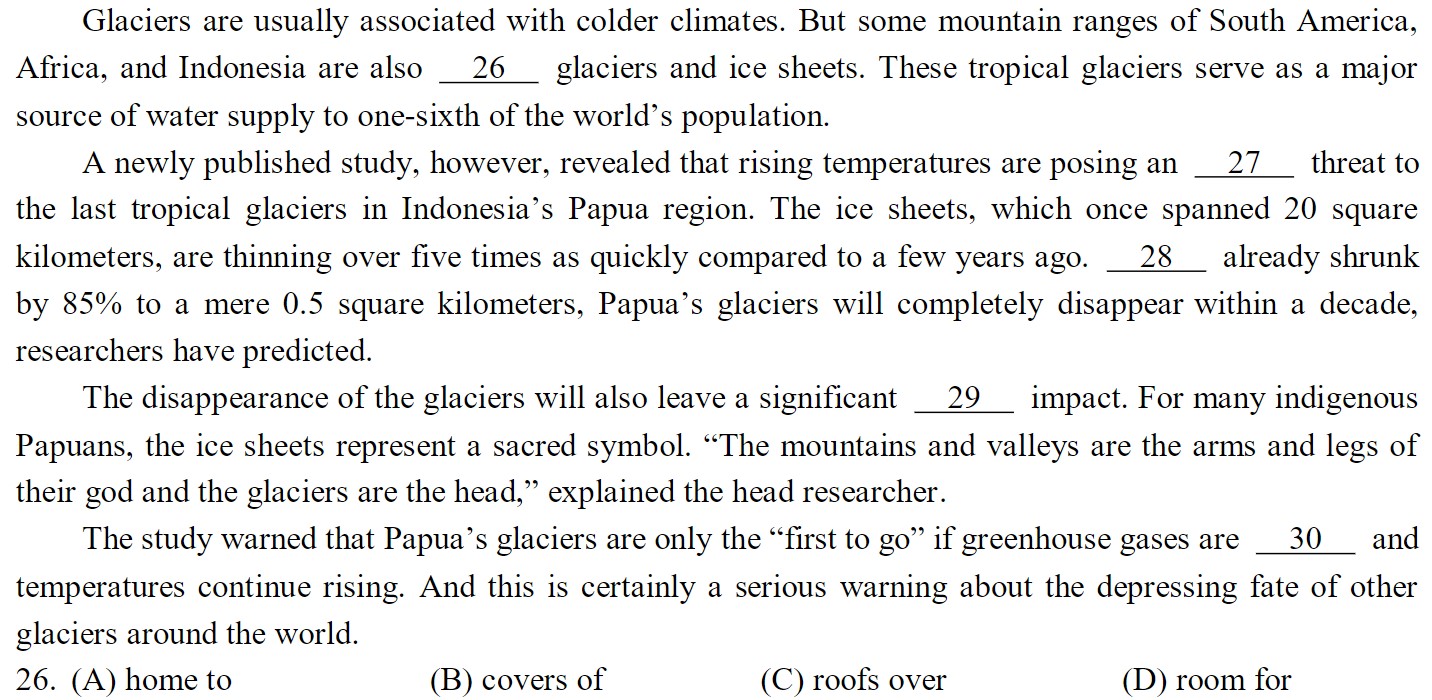 Glaciers are usually associated with colder climates. But some mountain ranges of South America,
Africa, and Indonesia are also 26 glaciers and ice sheets. These tropical glaciers serve as a major
source of water supply to one-sixth of the world’s population.
A newly published study, however, revealed that rising temperatures are posing an 27 threat to
the last tropical glaciers in Indonesia’s Papua region. The ice sheets, which once spanned 20 square
kilometers, are thinning over five times as quickly compared to a few years ago. 28 already shrunk
by 85% to a mere 0.5 square kilometers, Papua’s glaciers will completely disappear within a decade,
researchers have predicted.
The disappearance of the glaciers will also leave a significant 29 impact. For many indigenous
Papuans, the ice sheets represent a sacred symbol. “The mountains and valleys are the arms and legs of
their god and the glaciers are the head,” explained the head researcher.
The study warned that Papua’s glaciers are only the “first to go” if greenhouse gases are 30 and
temperatures continue rising. And this is certainly a serious warning about the depressing fate of other
glaciers around the world.
26. (A) home to (B) covers of (C) roofs over (D) room for